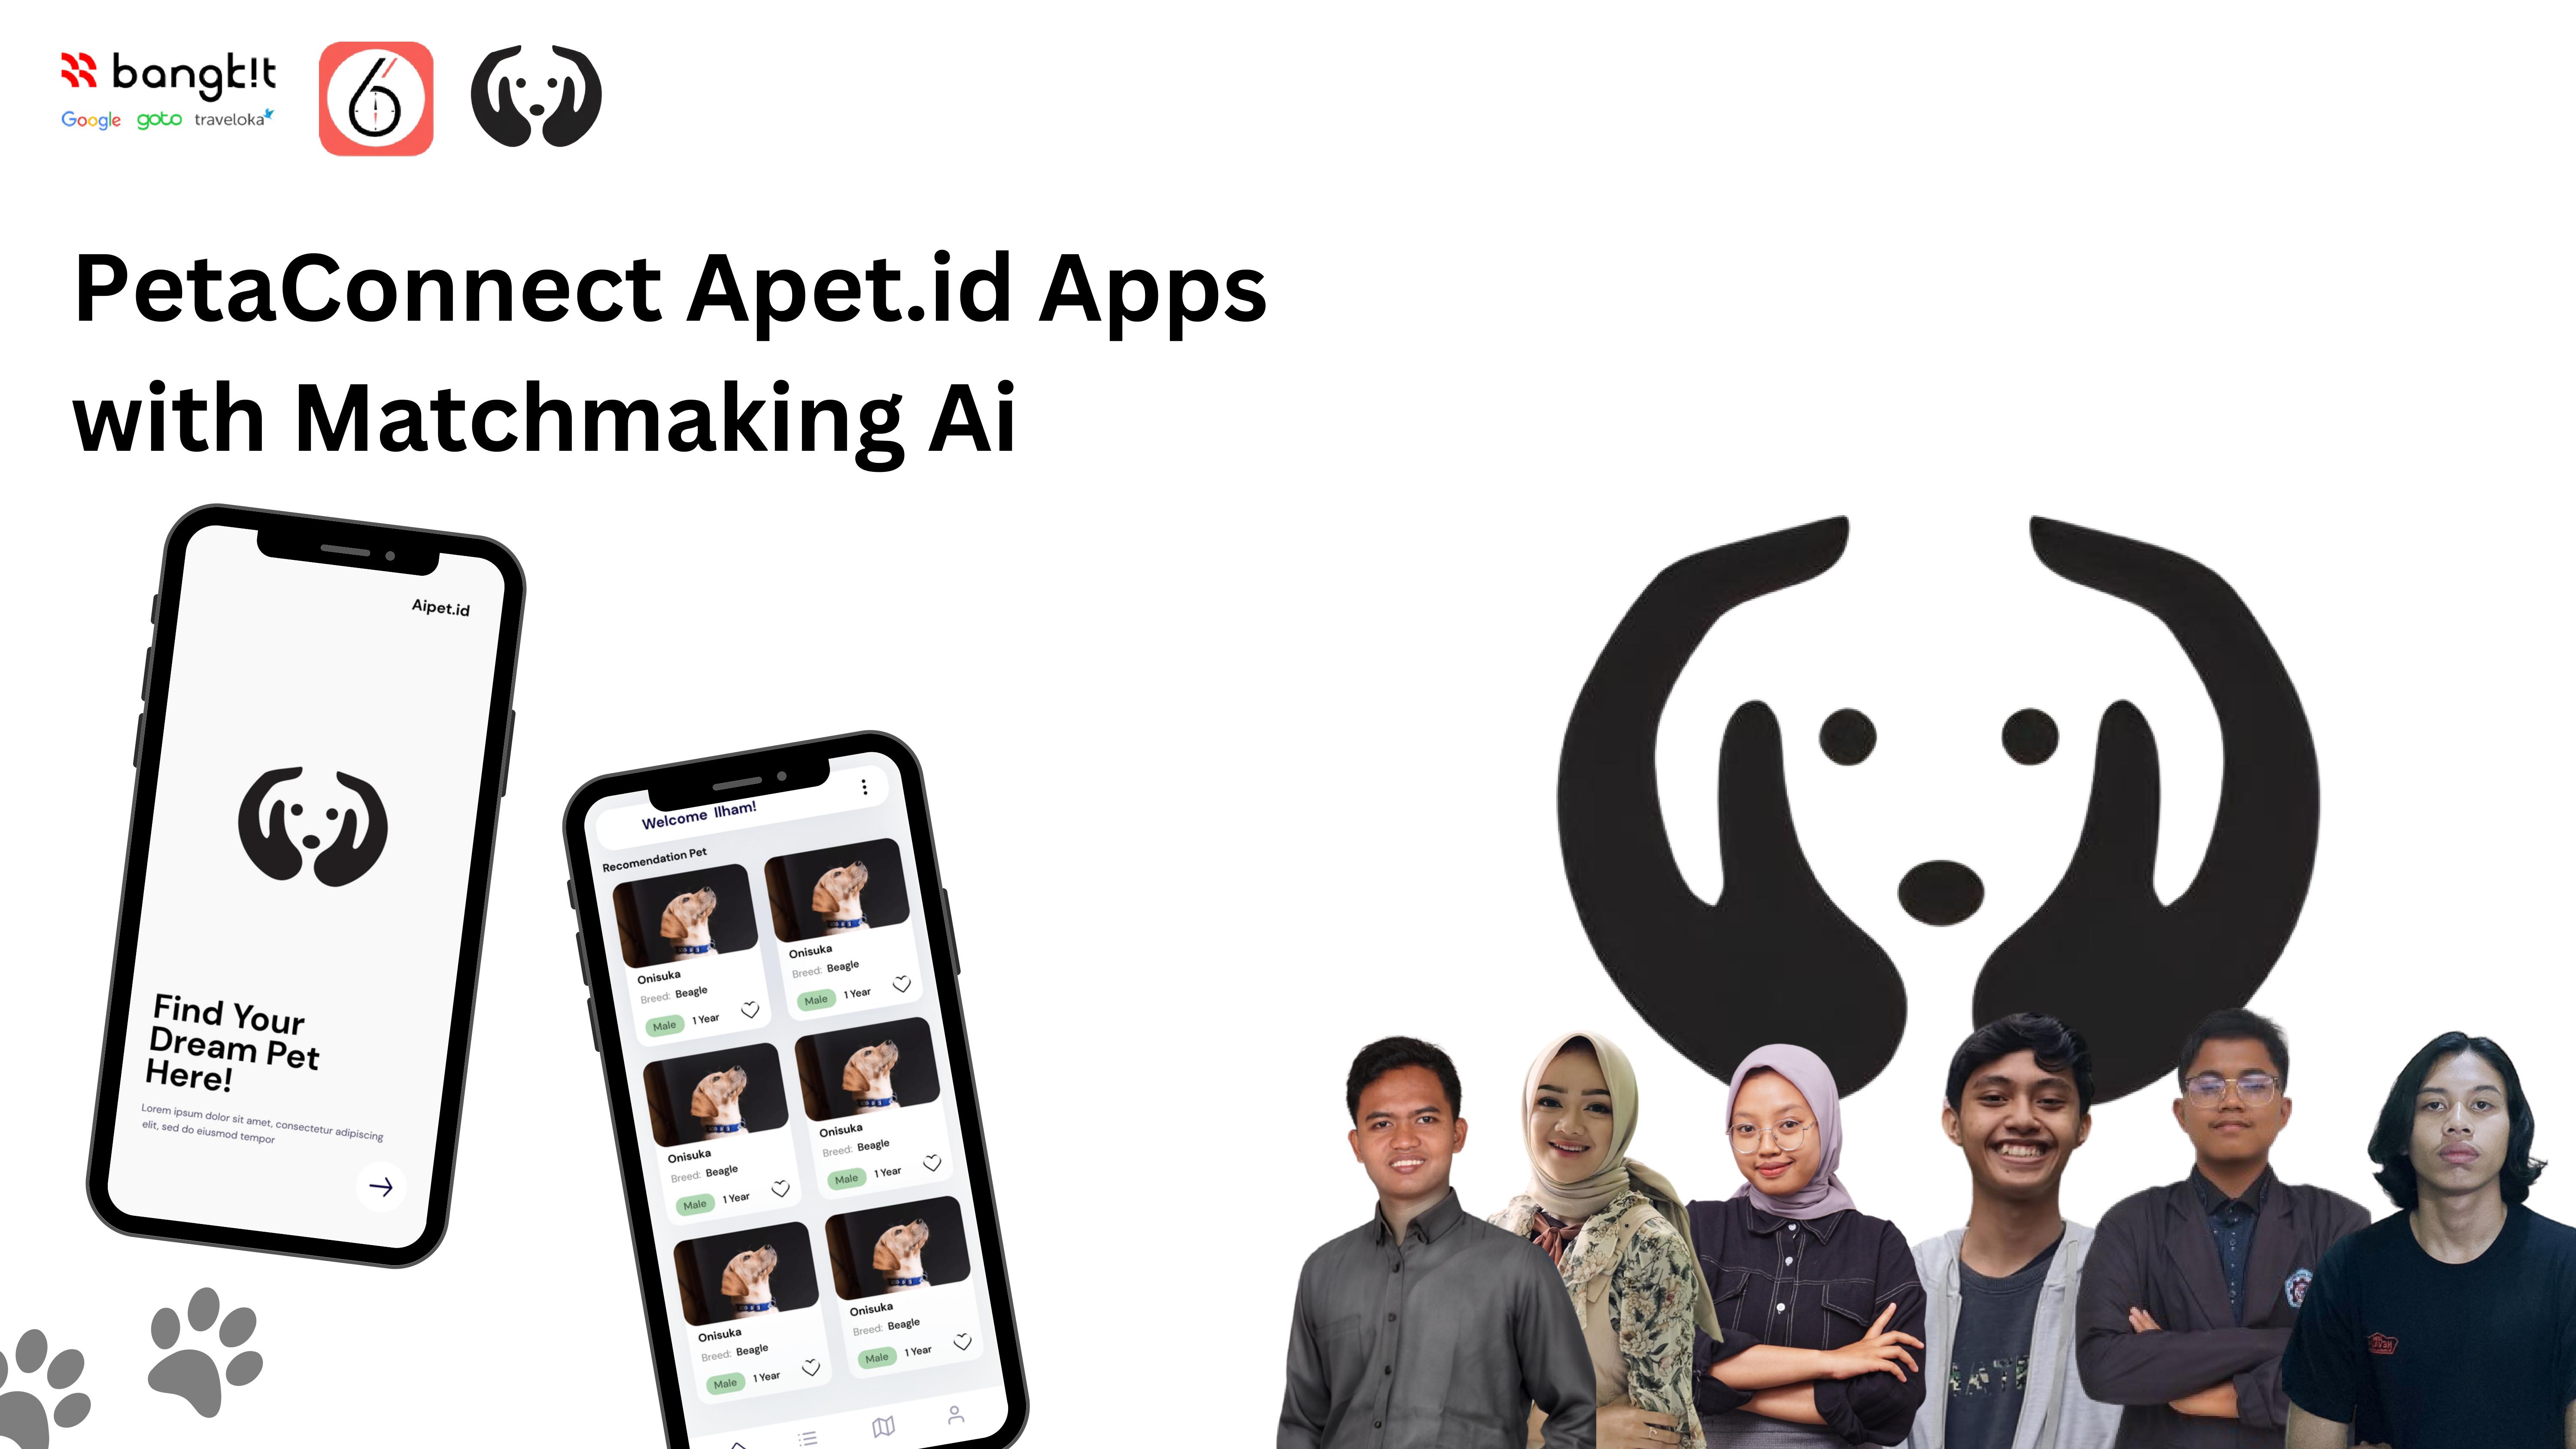 bangk!t
Google goto traveloka
6
PetaConnect Apet.id Apps
with Matchmaking Ai
Aipet.id
Find Your
Dream Pet
Here!
Lorem ipsum dolor sit amet, consectetur adipiscing
elit, sed do eiusmod tempor
Welcome Ilham!
Recomendation Pet
Onisuka
Breed: Beagle
Male 1 Year
Onisuka
Breed: Beagle
Male 1 Year
Onisuka
Breed: Beagle
Male 1 Year
Onisuka
Breed: Beagle
Male 1 Year
Onisuka
Breed: Beagle
Male 1 Year
Onisuka
Breed: Beagle
Male 1 Year